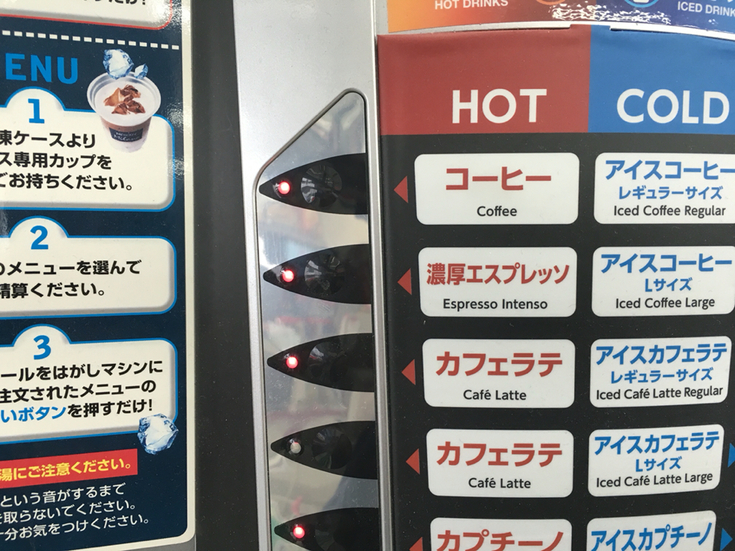 ENU
1
凍ケースより
ス専用カップを
お持ちください。
2
のメニューを選んで
精算ください。
3
ールをはがしマシンに
注文されたメニューの
いボタンを押すだけ!
湯にご注意ください。
という音がするまで
を取らないでください。
十分お気をつけください。
HOT DRINKS
ICED DRINK
HOT
COLD
コーヒー
Coffee
アイスコーヒー
レギュラーサイズ
Iced Coffee Regular
濃厚エスプレッソ
Espresso Intenso
アイスコーヒー
Lサイズ
Iced Coffee Large
カフェラテ
Café Latte
アイスカフェラテ
レギュラーサイズ
Iced Café Latte Regular
カフェラテ
Café Latte
アイスカフェラテ
Lサイズ
Iced Café Latte Large
カプチーノ
アイスカプチーノ